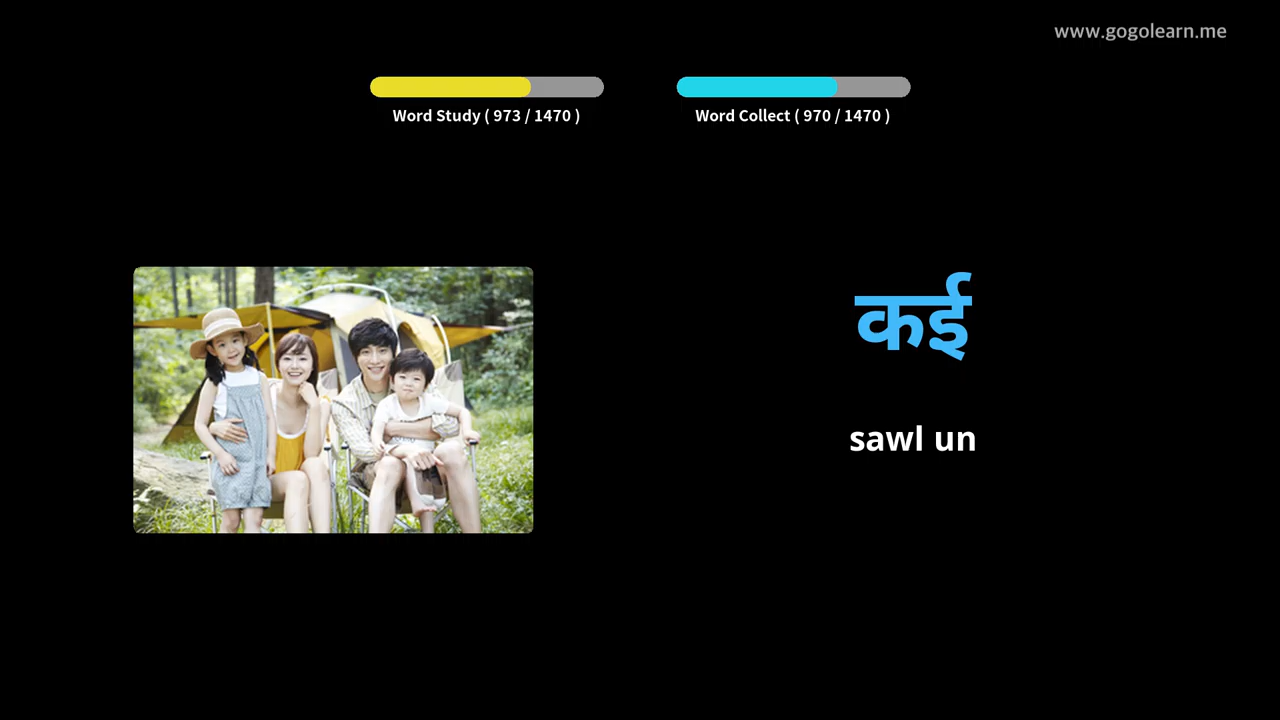 www.gogolearn.me
Word Study ( 973 / 1470 )
Word Collect ( 970 / 1470 )
कई
sawl un